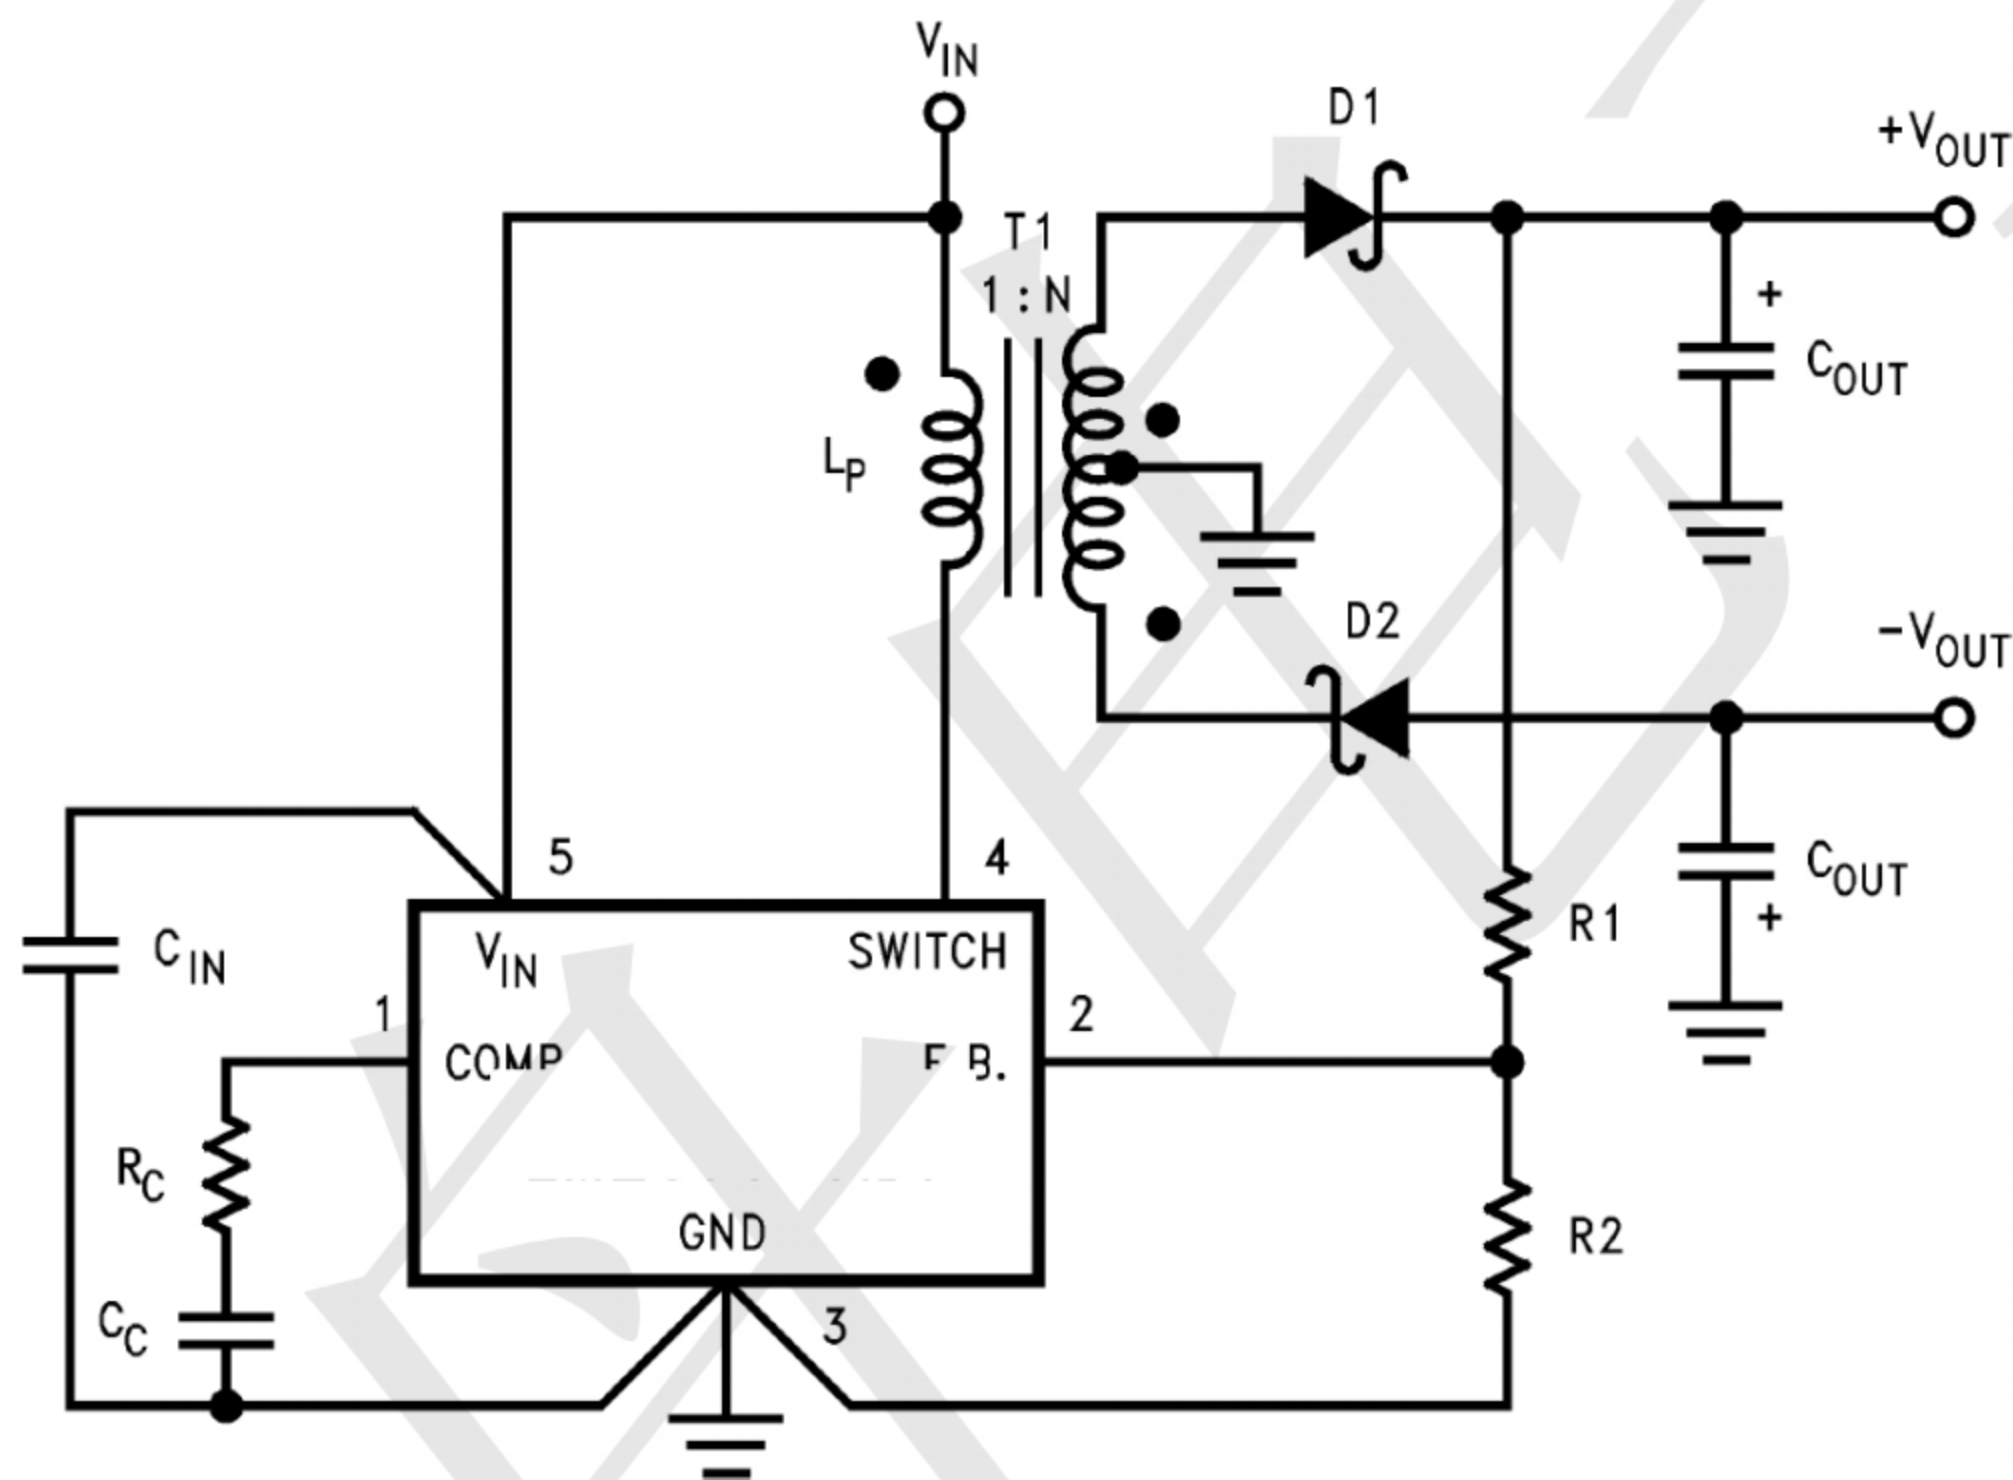 VIN
D1
+VOUT
T1
1 : N
+
COUT
LP
D2
-VOUT
5
4
COUT
+
R1
CIN
VIN
SWITCH
1
2
COMP
F.B.
RC
GND
R2
CC
3